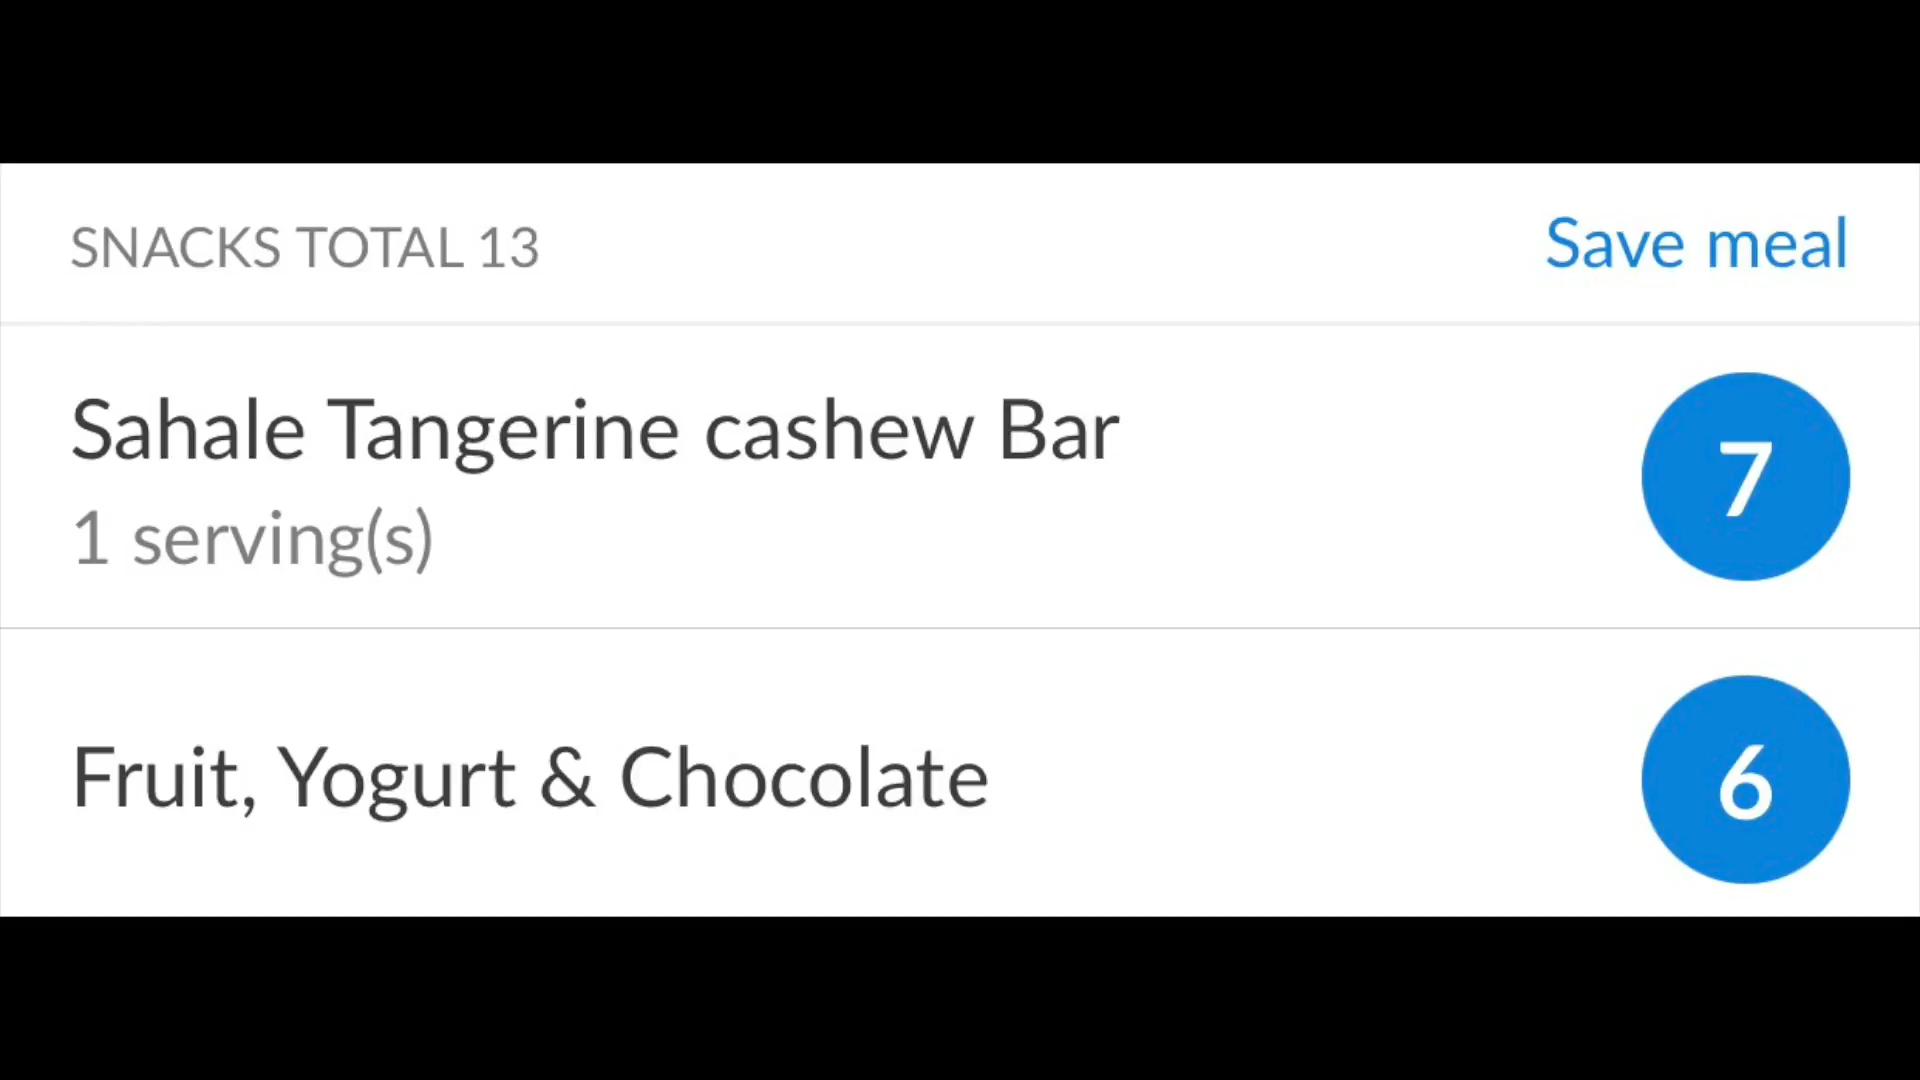 SNACKS TOTAL 13
Save meal
Sahale Tangerine cashew Bar
1 serving(s)
7
Fruit, Yogurt & Chocolate
6